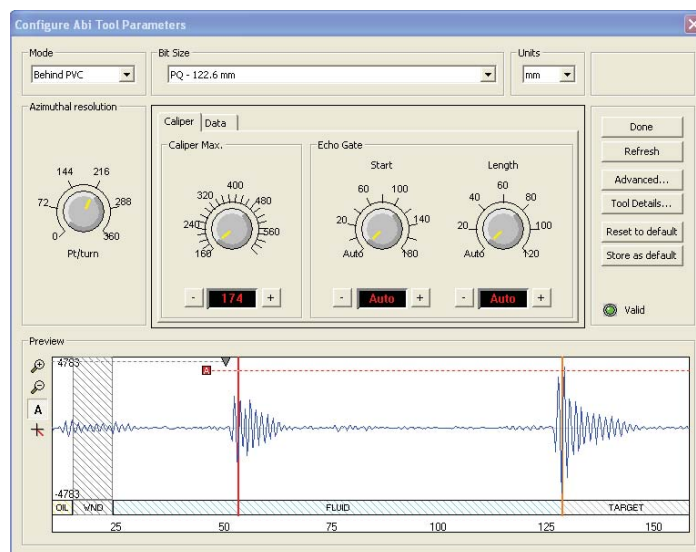 Configure Abi Tool Parameters
Mode
Behind PVC
Bit Size
PQ - 122.6 mm
Units
mm
Azimuthal resolution
0
72
144
216
288
360
Pt/turn
Caliper
Data
Caliper Max.
160
240
320
400
480
560
- 174 +
Echo Gate
Start
Auto
20
60
100
140
160
- Auto +
Length
Auto
20
40
60
80
100
120
- Auto +
Done
Refresh
Advanced...
Tool Details...
Reset to default
Store as default
Valid
Preview
A
4783
A
-4783
OIL
WND
FLUID
TARGET
25 50 75 100 125 150